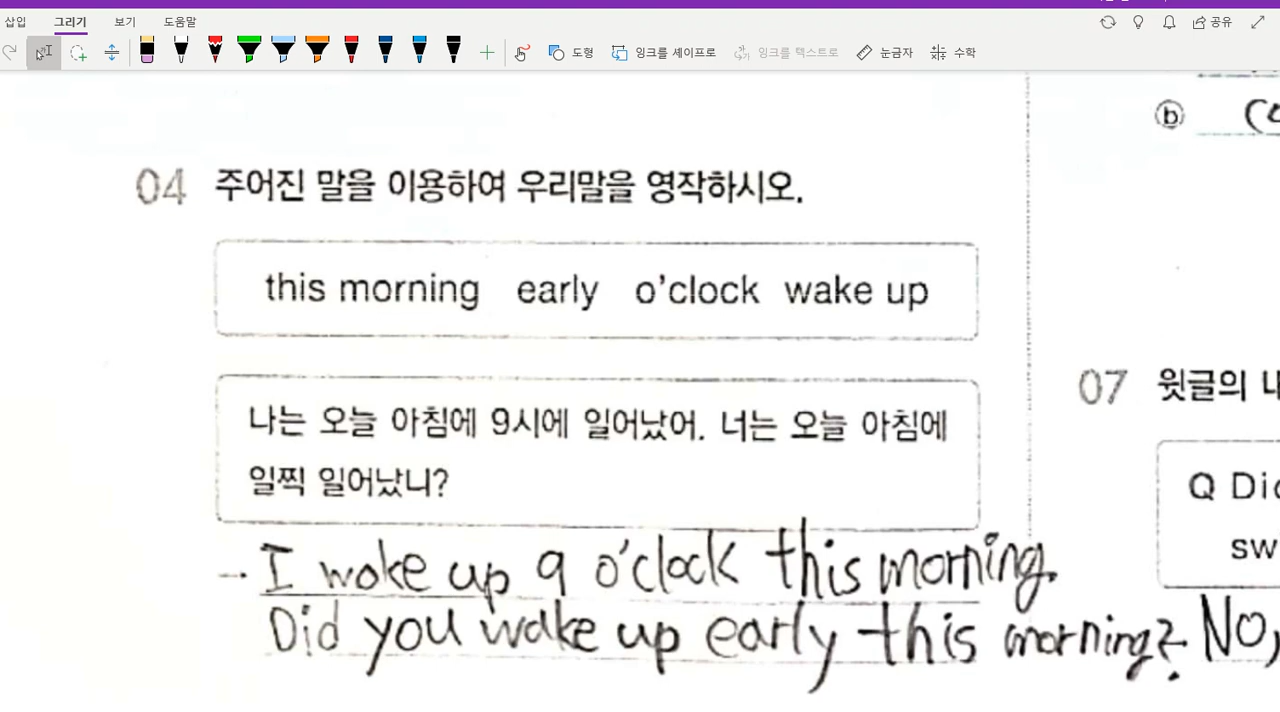 삽입 그리기 보기 도움말 공유
도형 잉크를 셰이프로 잉크를 텍스트로 눈금자 수학
ⓑ
04 주어진 말을 이용하여 우리말을 영작하시오.
this morning early o'clock wake up
나는 오늘 아침에 9시에 일어났어. 너는 오늘 아침에
일찍 일어났니?
I woke up 9 o'clock this morning.
Did you wake up early this morning? No,
07 윗글의
Q